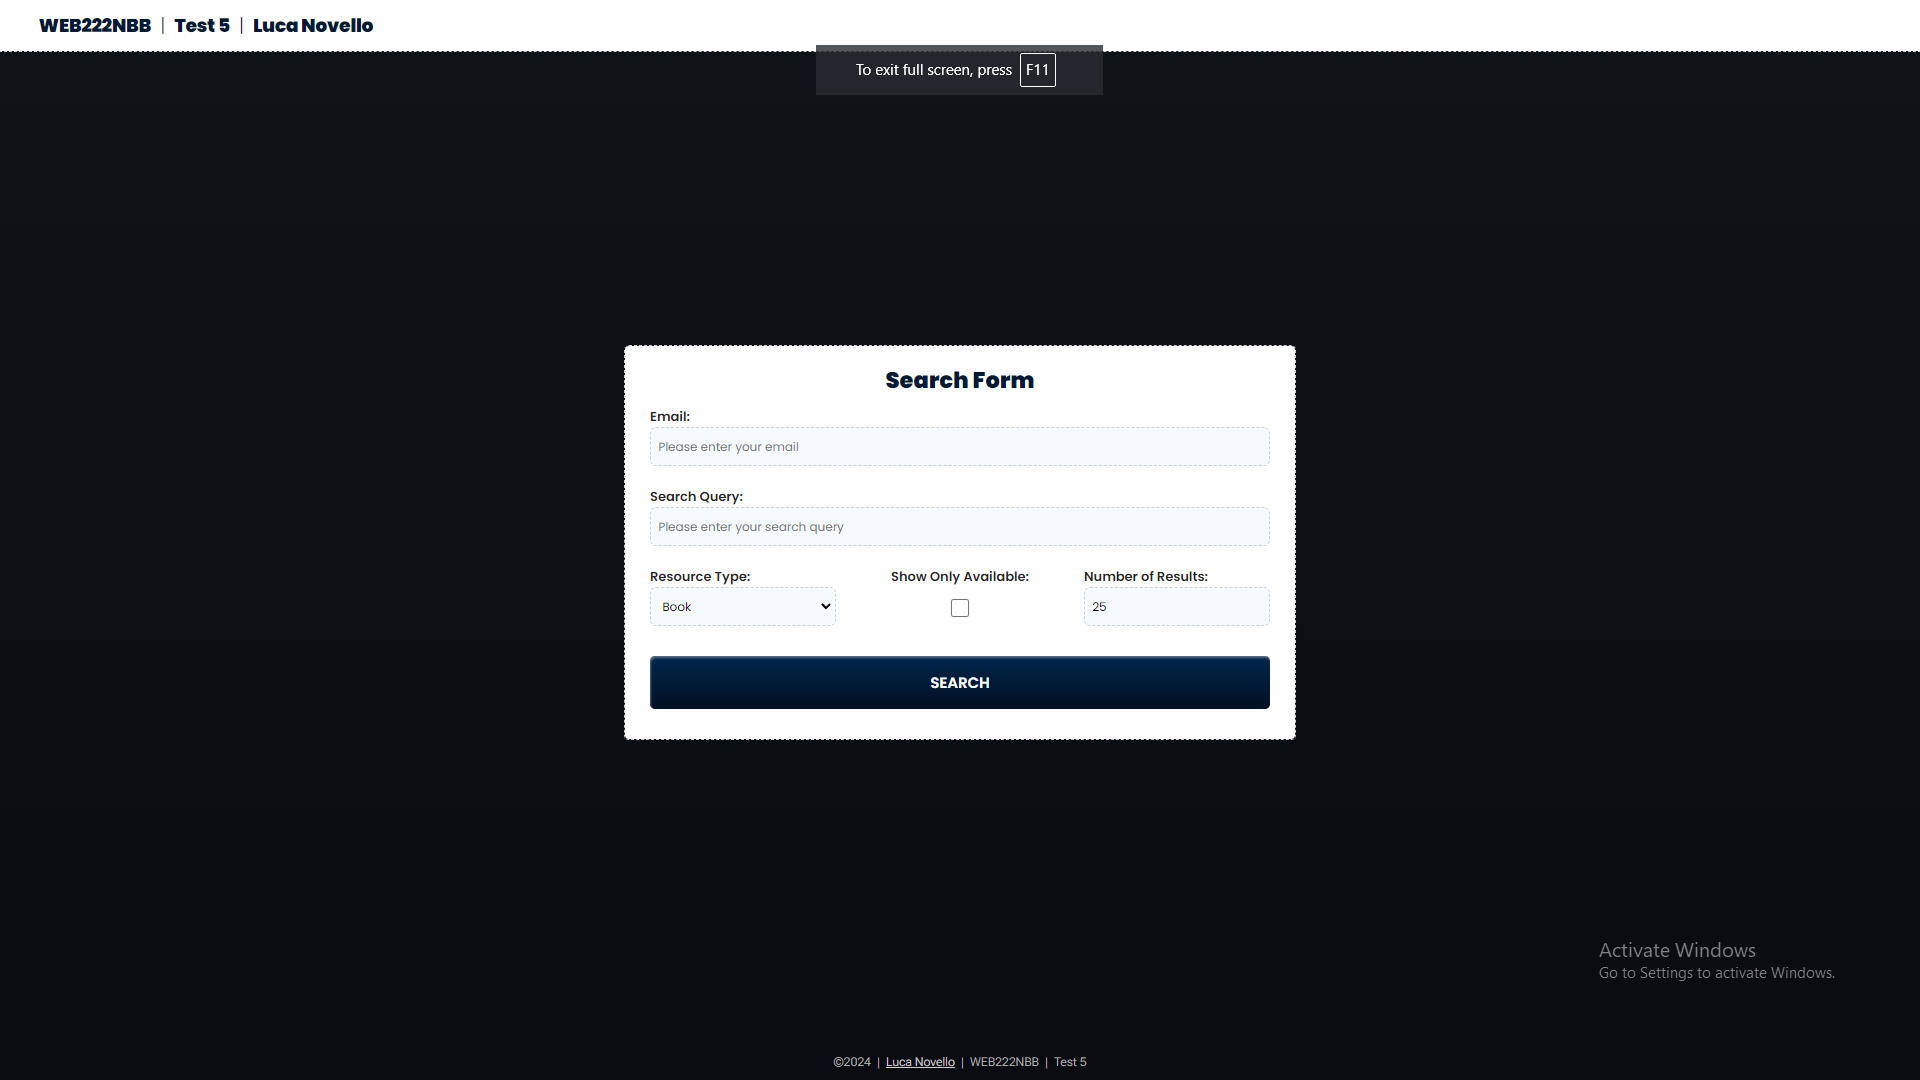 WEB222NBB | Test 5 | Luca Novello
To exit full screen, press F11
Search Form
Email:
Please enter your email
Search Query:
Please enter your search query
Resource Type: Show Only Available: Number of Results:
Book 25
SEARCH
Activate Windows
Go to Settings to activate Windows.
©2024 | Luca Novello | WEB222NBB | Test 5